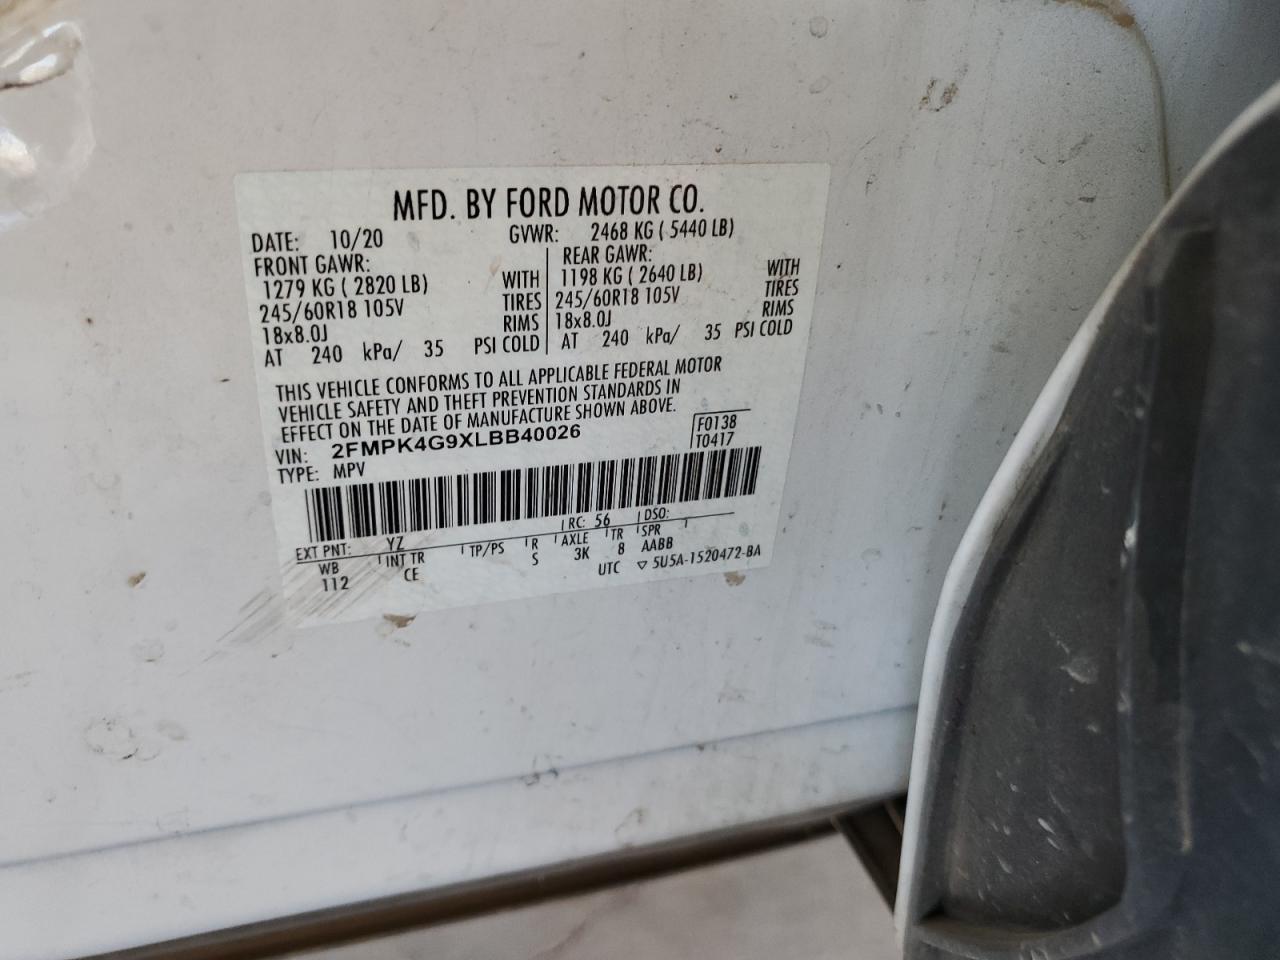 MFD. BY FORD MOTOR CO.
DATE: 10/20 GVWR: 2468 KG ( 5440 LB)
FRONT GAWR: REAR GAWR:
1279 KG ( 2820 LB) WITH 1198 KG ( 2640 LB) WITH
245/60R18 105V TIRES 245/60R18 105V TIRES
18x8.0J RIMS 18x8.0J RIMS
AT 240 kPa/ 35 PSI COLD AT 240 kPa/ 35 PSI COLD
THIS VEHICLE CONFORMS TO ALL APPLICABLE FEDERAL MOTOR
VEHICLE SAFETY AND THEFT PREVENTION STANDARDS IN
EFFECT ON THE DATE OF MANUFACTURE SHOWN ABOVE.
VIN: 2FMPK4G9XLBB40026 F0138
TYPE: MPV T0417
RC: 56 DSO:
EXT PNT: YZ
WB INT TR TP/PS R AXLE TR SPR
112 CE S 3K 8 AABB
UTC ▽ 5U5A-1520472-BA